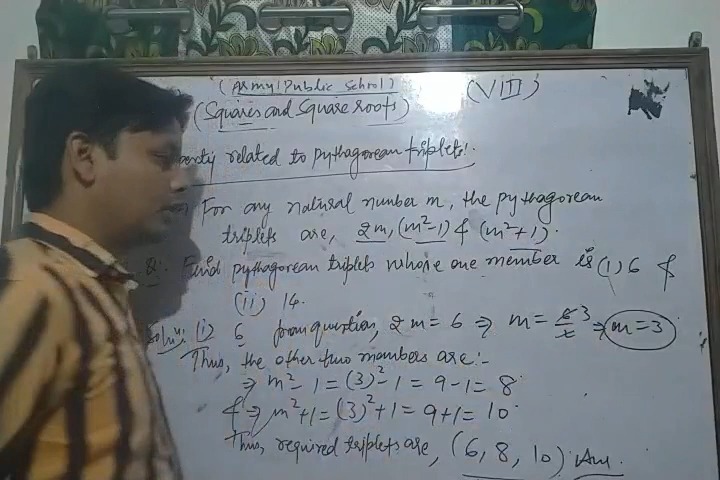 (Army Public School) (VIII)
(Squares and Square roots)
related to pythagorean triplets:
For any natural number m, the pythagorean
triplets are, 2m, (m²-1) & (m²+1).
Q: Find pythagorean triplets whose one member is (i) 6 &
(ii) 14.
Soln: (i) 6 from question, 2m = 6 ⇒ m = 6/2 3 ⇒ m = 3
Thus, the other two members are:-
⇒ m² - 1 = (3)² - 1 = 9 - 1 = 8
& ⇒ m² + 1 = (3)² + 1 = 9 + 1 = 10
Thus, required triplets are, (6, 8, 10) Ans.